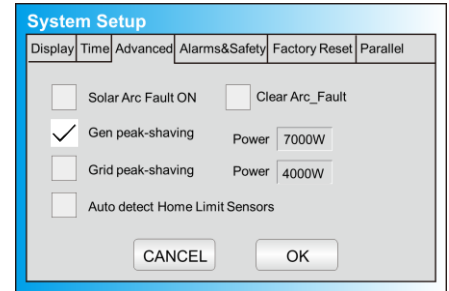 System Setup
Display Time Advanced Alarms&Safety Factory Reset Parallel
Solar Arc Fault ON Clear Arc_Fault
Gen peak-shaving Power 7000W
Grid peak-shaving Power 4000W
Auto detect Home Limit Sensors
CANCEL OK